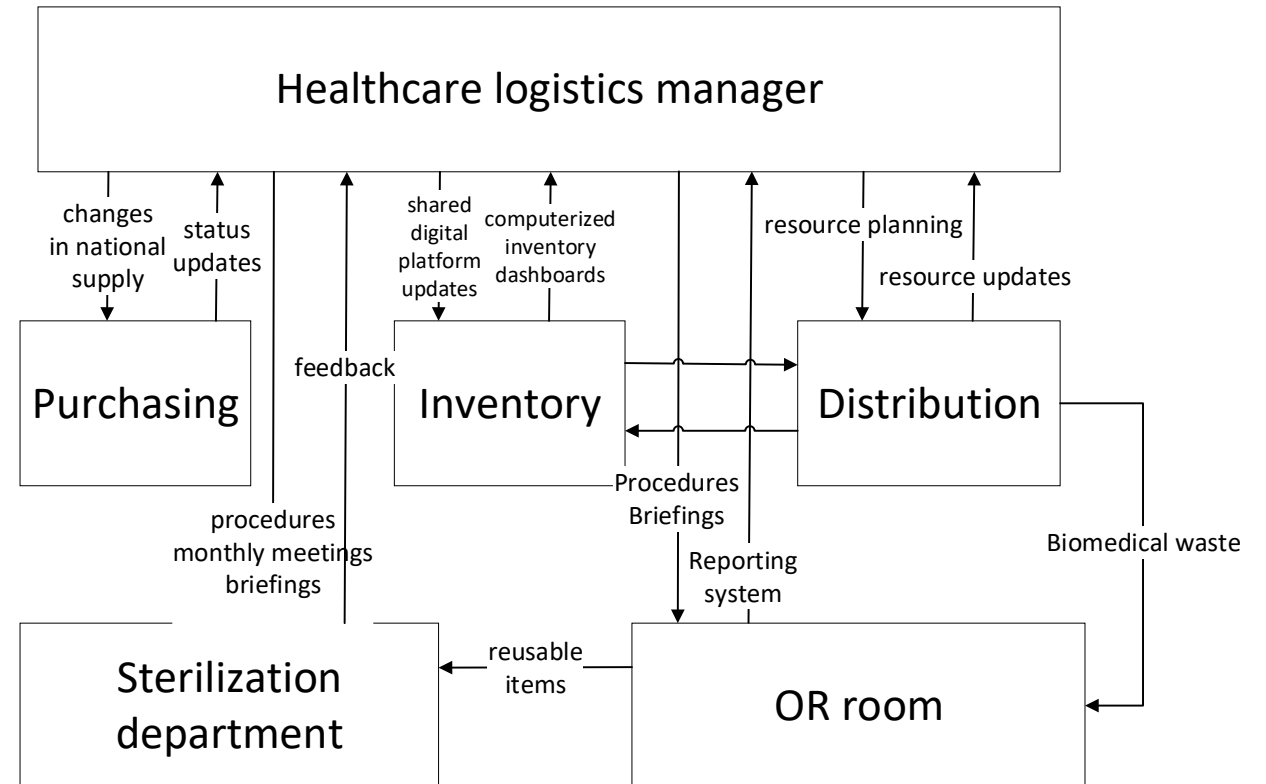 Healthcare logistics manager
changes
in national
supply
status
updates
shared
digital
platform
updates
computerized
inventory
dashboards
resource planning
resource updates
Purchasing
feedback
Inventory
Distribution
procedures
monthly meetings
briefings
Procedures
Briefings
Reporting
system
Biomedical waste
Sterilization
department
reusable
items
OR room